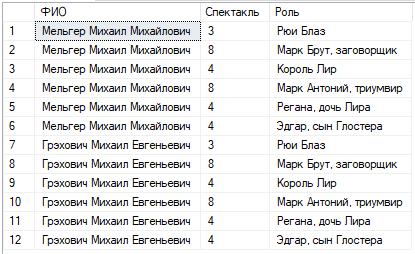 ФИО Спектакль Роль
1 Мельгер Михаил Михайлович 3 Рюи Блаз
2 Мельгер Михаил Михайлович 8 Марк Брут, заговорщик
3 Мельгер Михаил Михайлович 4 Король Лир
4 Мельгер Михаил Михайлович 8 Марк Антоний, триумвир
5 Мельгер Михаил Михайлович 4 Регана, дочь Лира
6 Мельгер Михаил Михайлович 4 Эдгар, сын Глостера
7 Грэхович Михаил Евгеньевич 3 Рюи Блаз
8 Грэхович Михаил Евгеньевич 8 Марк Брут, заговорщик
9 Грэхович Михаил Евгеньевич 4 Король Лир
10 Грэхович Михаил Евгеньевич 8 Марк Антоний, триумвир
11 Грэхович Михаил Евгеньевич 4 Регана, дочь Лира
12 Грэхович Михаил Евгеньевич 4 Эдгар, сын Глостера